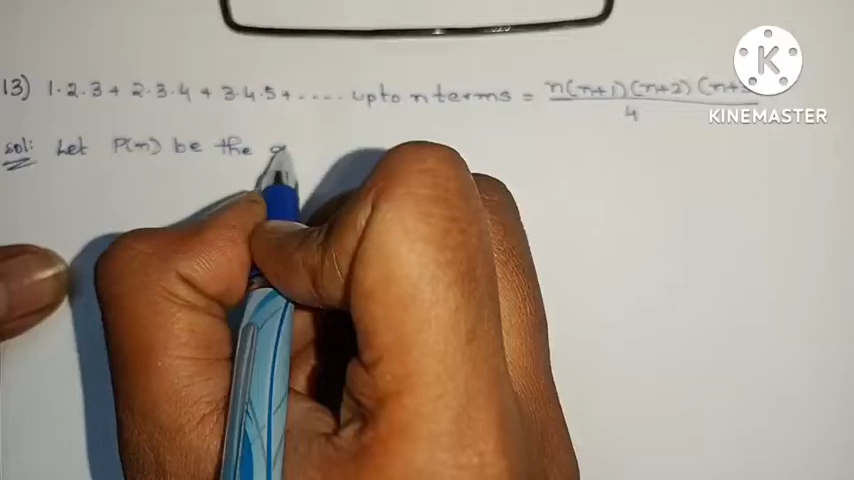 13) 1·2·3 + 2·3·4 + 3·4·5 + ..... upto n terms = n(n+1)(n+2)(n+ / 4
sol: Let P(n) be the
K
KINEMASTER